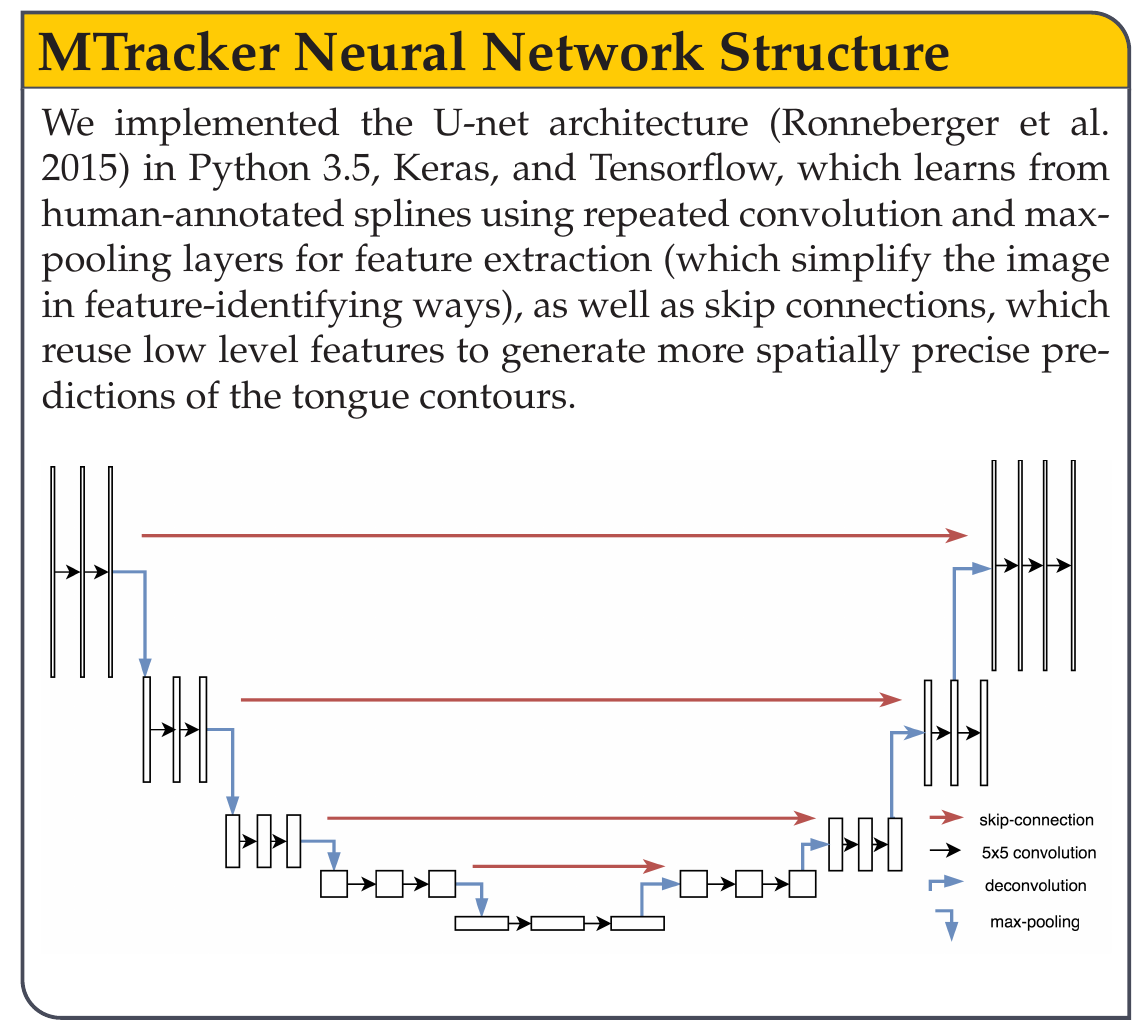 MTracker Neural Network Structure
We implemented the U-net architecture (Ronneberger et al.
2015) in Python 3.5, Keras, and Tensorflow, which learns from
human-annotated splines using repeated convolution and max-
pooling layers for feature extraction (which simplify the image
in feature-identifying ways), as well as skip connections, which
reuse low level features to generate more spatially precise pre-
dictions of the tongue contours.
skip-connection
5x5 convolution
deconvolution
max-pooling